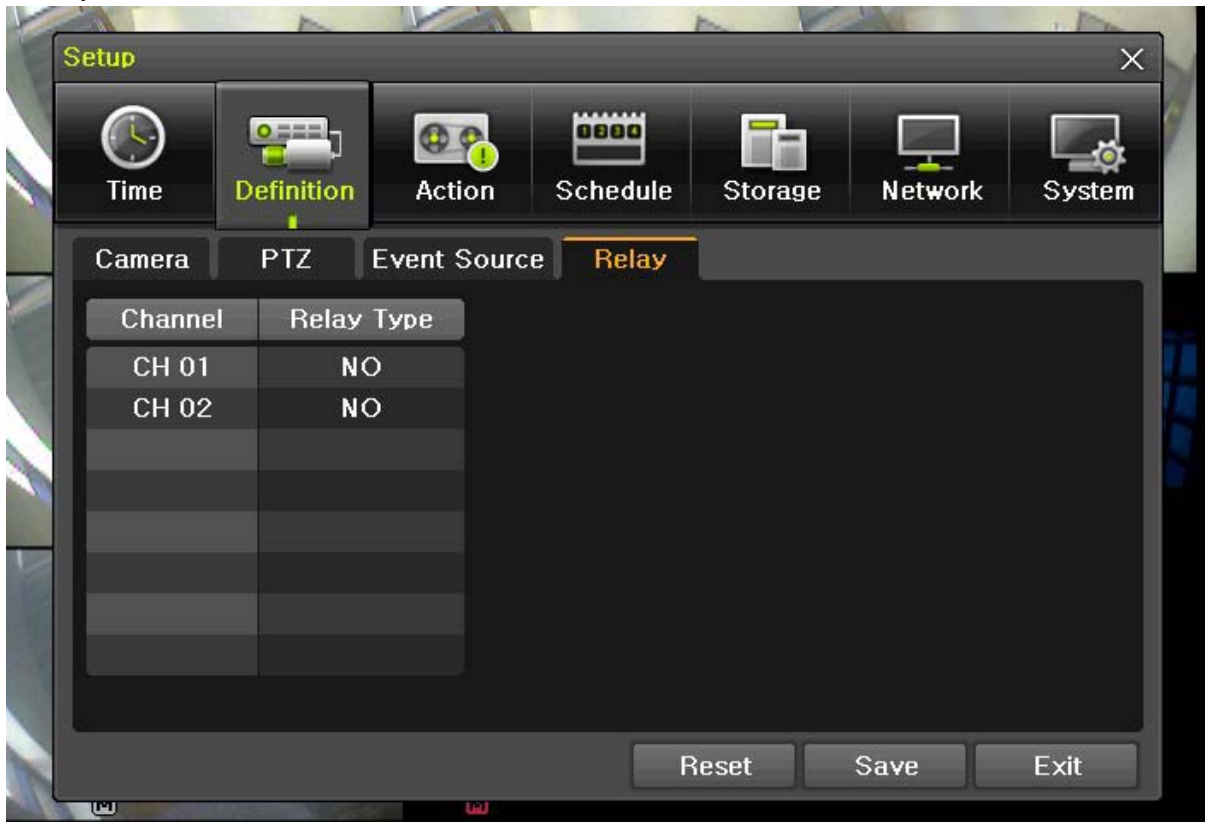 Setup
Time Definition Action Schedule Storage Network System
Camera PTZ Event Source Relay
Channel Relay Type
CH 01 NO
CH 02 NO
Reset Save Exit